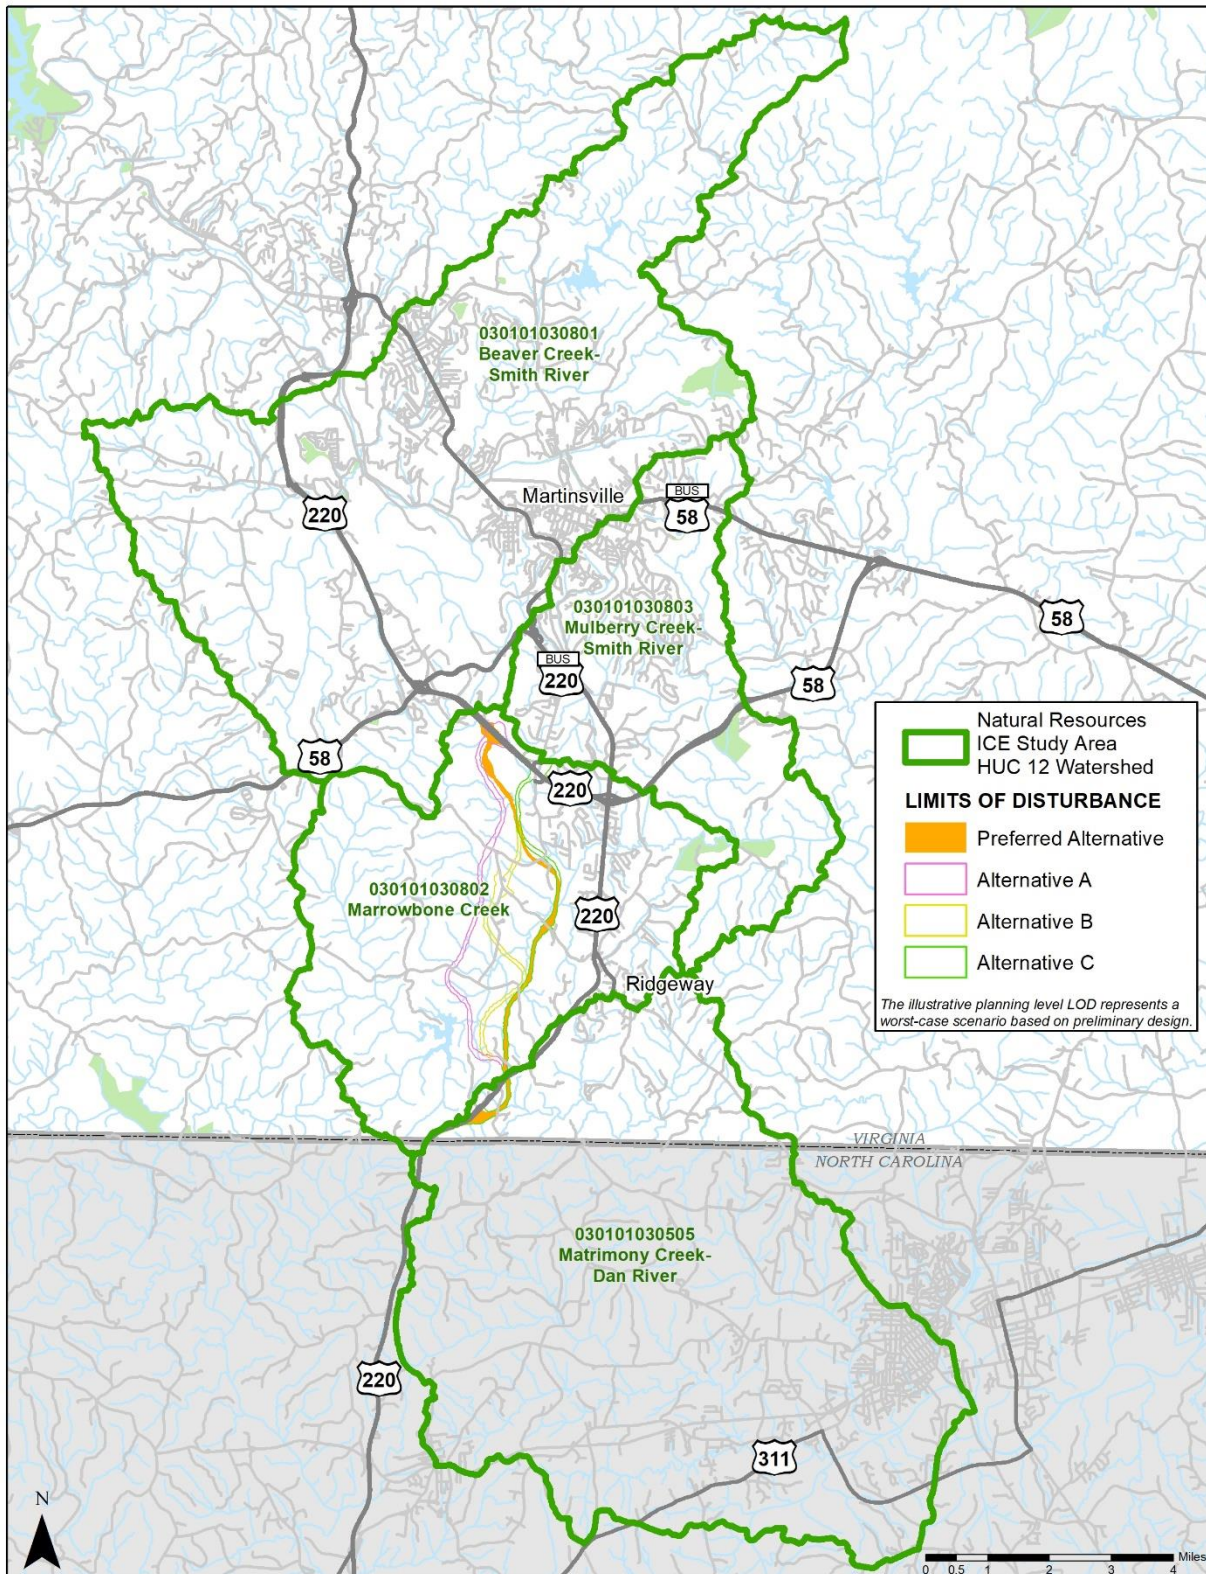 030101030801
Beaver Creek-
Smith River
Martinsville
BUS
58
220
030101030803
Mulberry Creek-
Smith River
58
BUS
220
58
58
220
030101030802
Marrowbone Creek
220
Ridgeway
Natural Resources
ICE Study Area
HUC 12 Watershed
LIMITS OF DISTURBANCE
Preferred Alternative
Alternative A
Alternative B
Alternative C
The illustrative planning level LOD represents a
worst-case scenario based on preliminary design.
VIRGINIA
NORTH CAROLINA
030101030505
Matrimony Creek-
Dan River
220
311
N
Miles
0 0.5 1 2 3 4